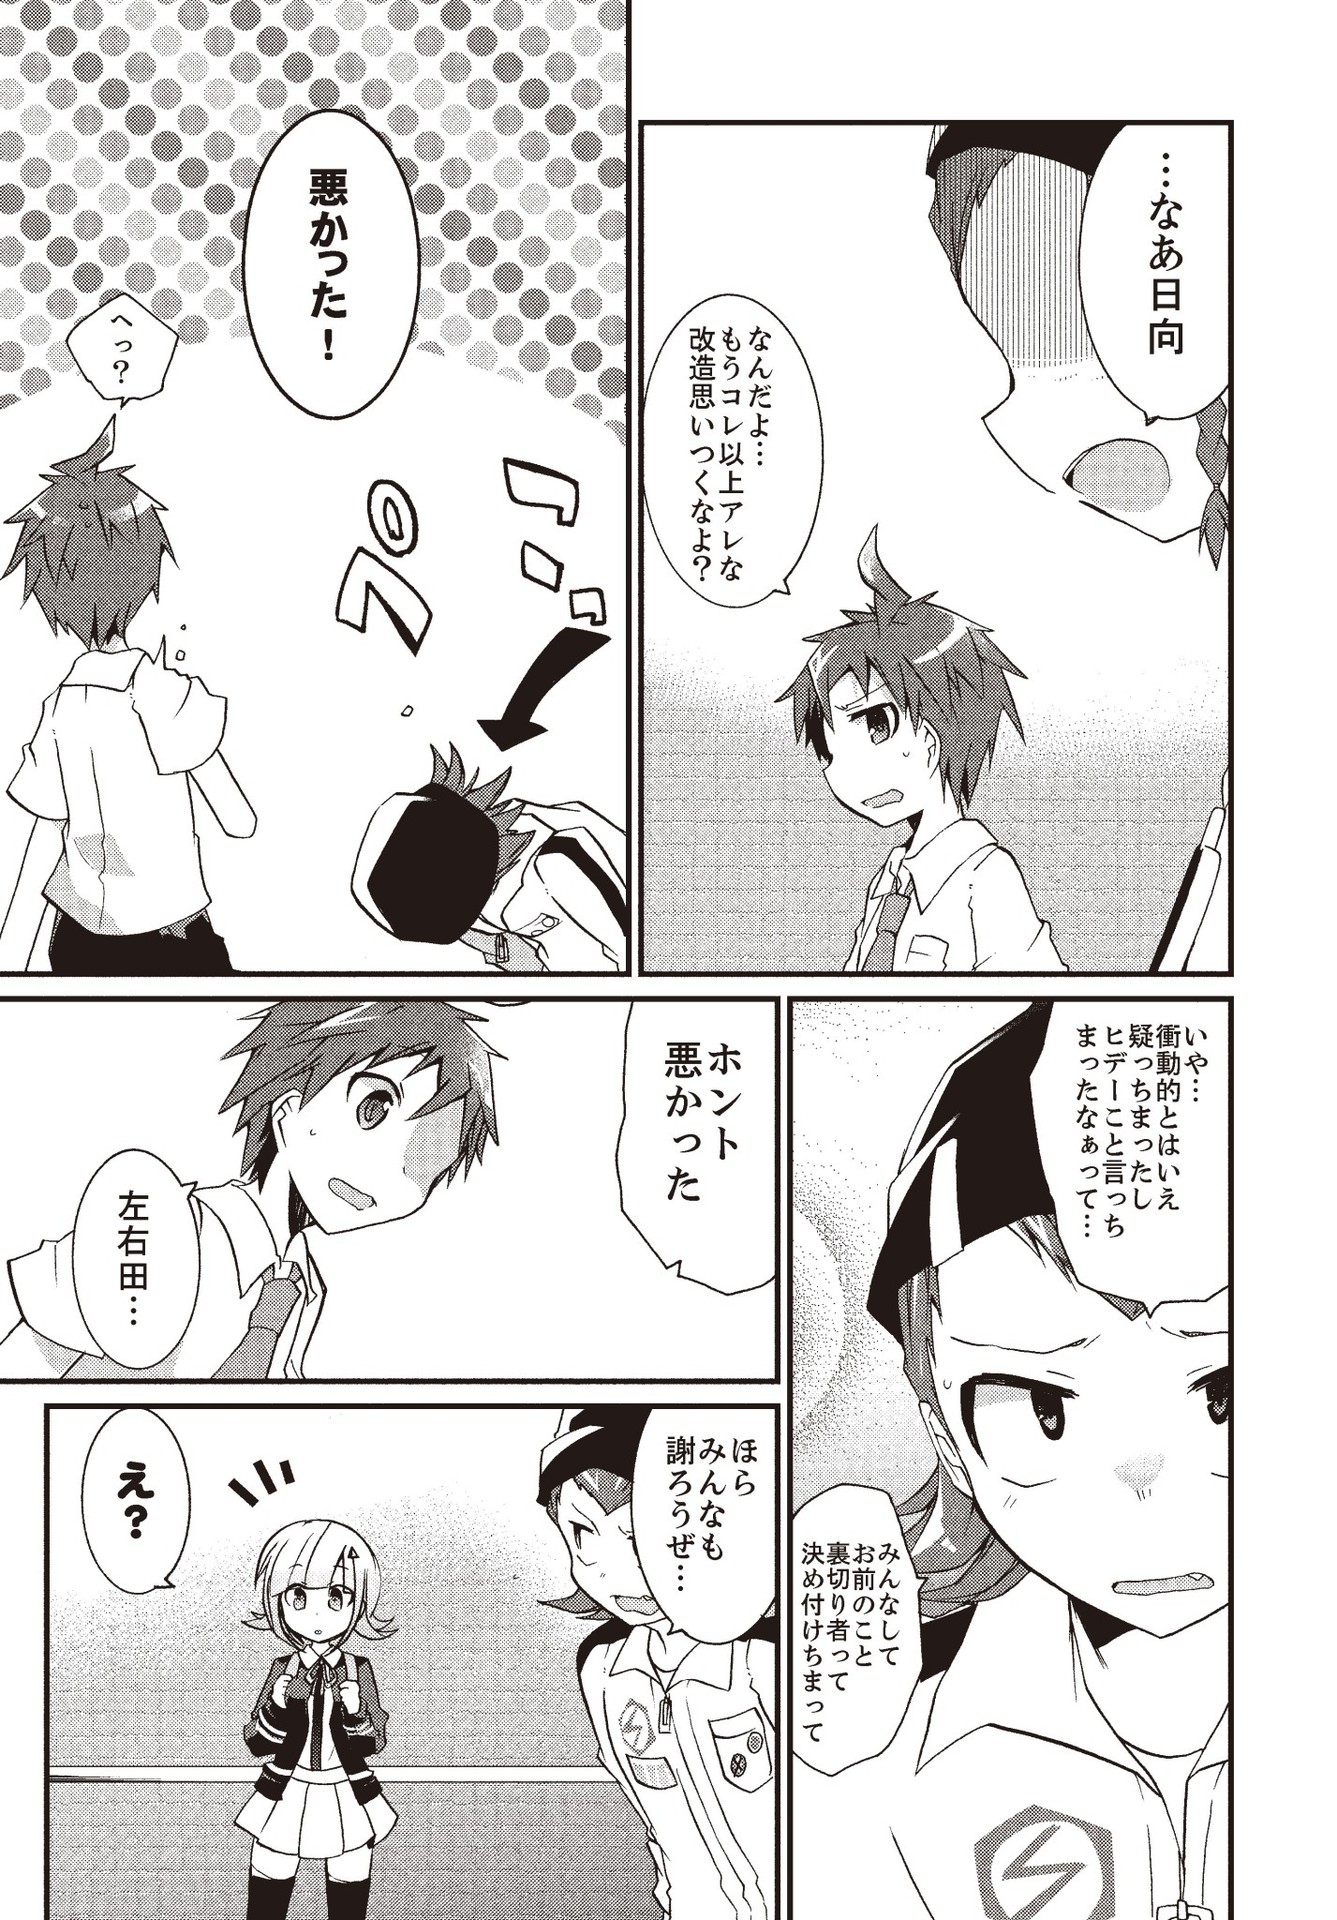 …なあ日向
なんだよ…
もうコレ以上アレな
改造思いつくなよ？
悪かった！
へっ？
ペコッ
いや…
衝動的とはいえ
疑っちまったし
ヒデーこと言っち
まったなぁって…
みんなして
お前のこと
裏切り者って
決め付けちまって
ホント
悪かった
左右田…
ほら
みんなも
謝ろうぜ…
え？